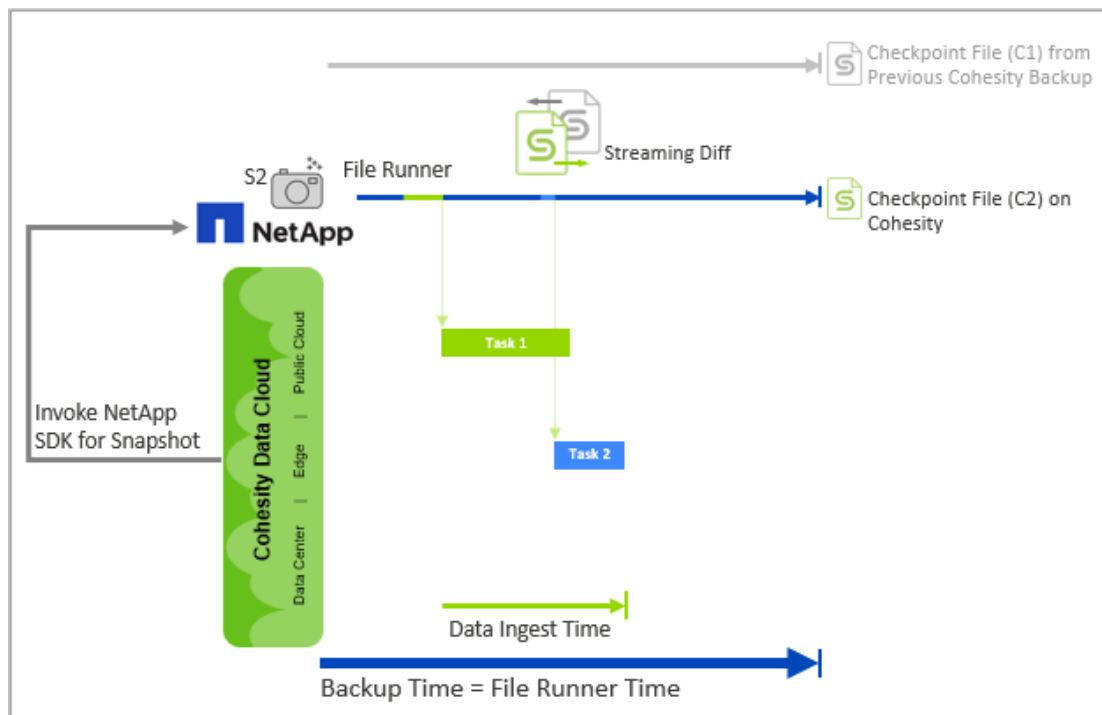 Checkpoint File (C1) from
Previous Cohesity Backup
Streaming Diff
File Runner
S2
Checkpoint File (C2) on
Cohesity
NetApp
Task 1
Invoke NetApp
SDK for Snapshot
Cohesity Data Cloud
Data Center | Edge | Public Cloud
Task 2
Data Ingest Time
Backup Time = File Runner Time